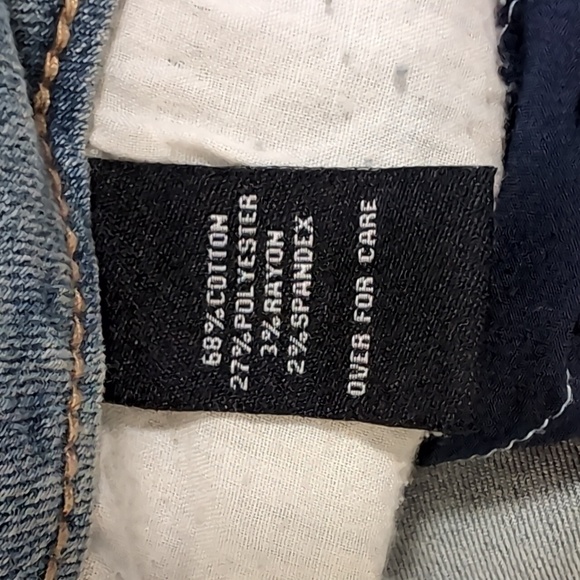 68% COTTON
27% POLYESTER
3% RAYON
2% SPANDEX
OVER FOR CARE